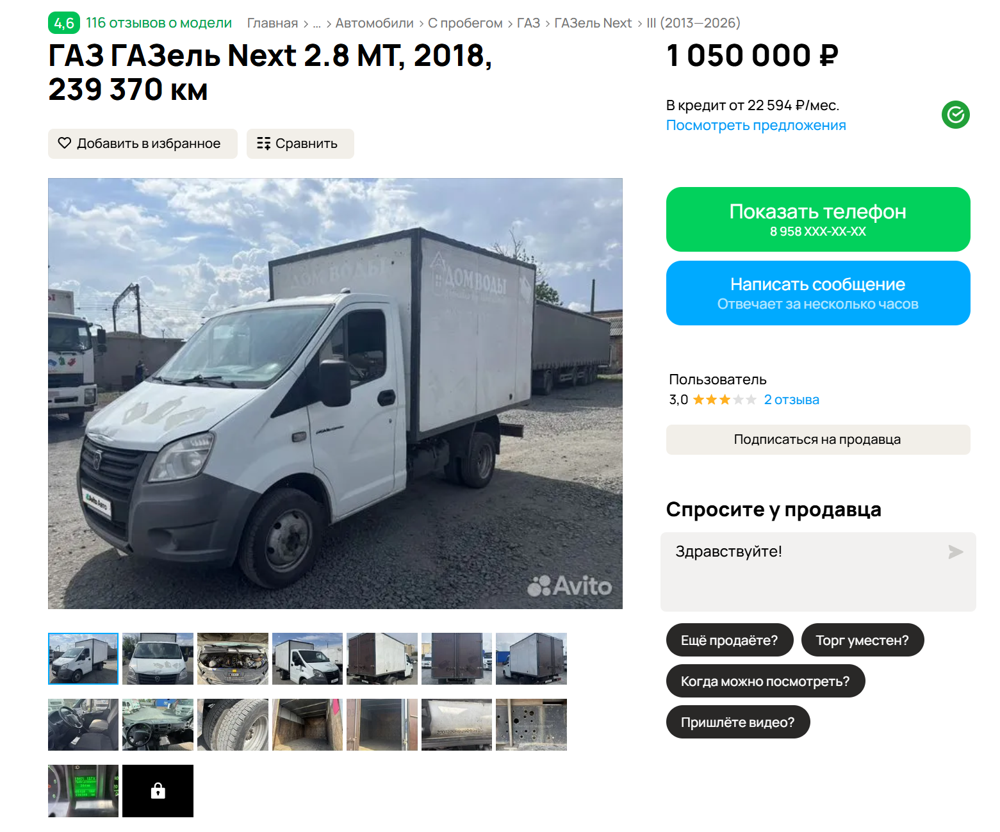 4,6 116 отзывов о модели Главная > ... > Автомобили > С пробегом > ГАЗ > ГАЗель Next > III (2013—2026)
ГАЗ ГАЗель Next 2.8 MT, 2018,
239 370 км
1 050 000 ₽
В кредит от 22 594 ₽/мес.
Посмотреть предложения
Добавить в избранное
Сравнить
Показать телефон
8 958 XXX-XX-XX
Написать сообщение
Отвечает за несколько часов
ДОМ ВОДЫ
ДОМ ВОДЫ
Avito Авто
Avito
Пользователь
3,0 2 отзыва
Подписаться на продавца
Спросите у продавца
Здравствуйте!
Ещё продаёте?
Торг уместен?
Когда можно посмотреть?
Пришлёте видео?